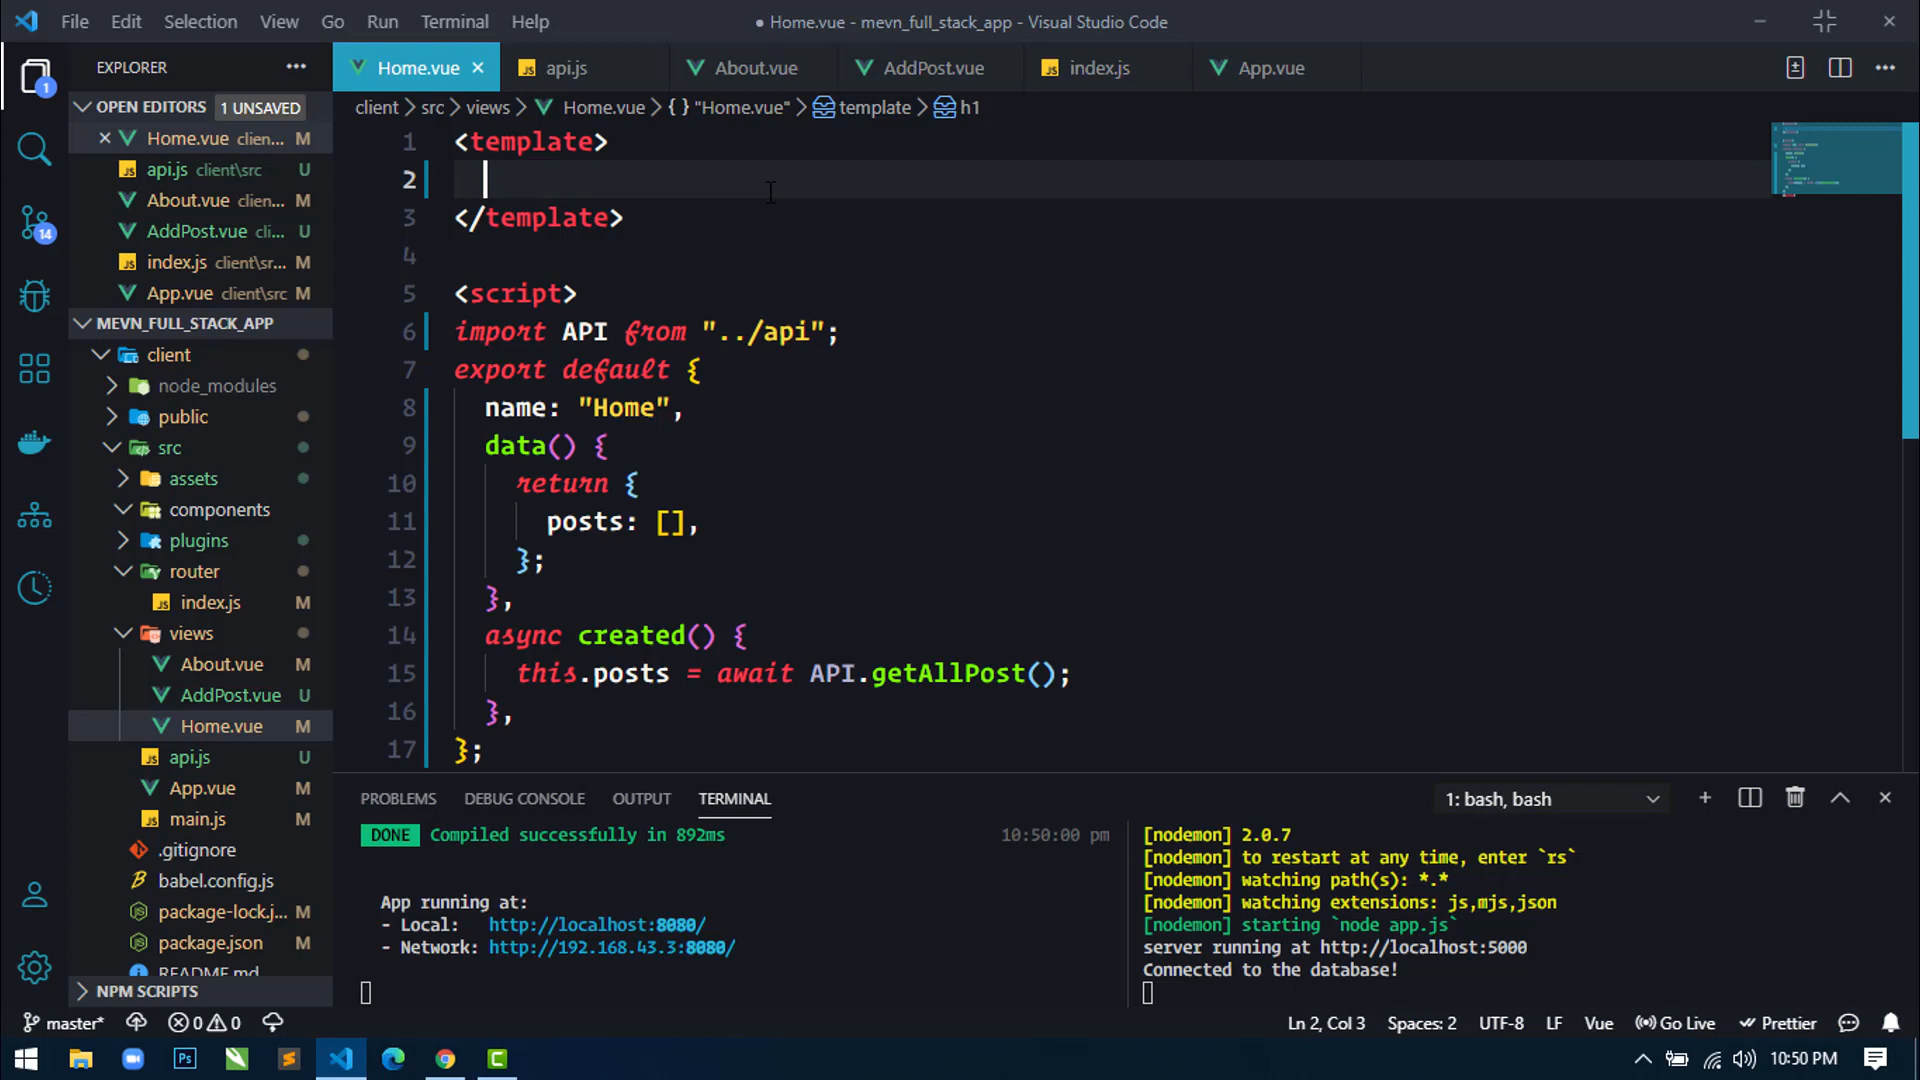 File Edit Selection View Go Run Terminal Help ● Home.vue - mevn_full_stack_app - Visual Studio Code
EXPLORER
Home.vue api.js About.vue AddPost.vue index.js App.vue
client > src > views > Home.vue > {} "Home.vue" > template > h1
OPEN EDITORS 1 UNSAVED
Home.vue clien... M
api.js client\src U
About.vue clien... M
AddPost.vue cli... U
index.js client\sr... M
App.vue client\src M
MEVN_FULL_STACK_APP
client
node_modules
public
src
assets
components
plugins
router
index.js M
views
About.vue M
AddPost.vue U
Home.vue M
api.js U
App.vue M
main.js M
.gitignore
babel.config.js
package-lock.j... M
package.json M
README.md
NPM SCRIPTS
1
14
1 <template>
2
3 </template>
4
5 <script>
6 import API from "../api";
7 export default {
8 name: "Home",
9 data() {
10 return {
11 posts: [],
12 };
13 },
14 async created() {
15 this.posts = await API.getAllPost();
16 },
17 };
PROBLEMS DEBUG CONSOLE OUTPUT TERMINAL 1: bash, bash
DONE Compiled successfully in 892ms 10:50:00 pm
App running at:
- Local: http://localhost:8080/
- Network: http://192.168.43.3:8080/
[nodemon] 2.0.7
[nodemon] to restart at any time, enter `rs`
[nodemon] watching path(s): *.*
[nodemon] watching extensions: js,mjs,json
[nodemon] starting `node app.js`
server running at http://localhost:5000
Connected to the database!
master* 0 0 Ln 2, Col 3 Spaces: 2 UTF-8 LF Vue Go Live Prettier
Ps C 10:50 PM